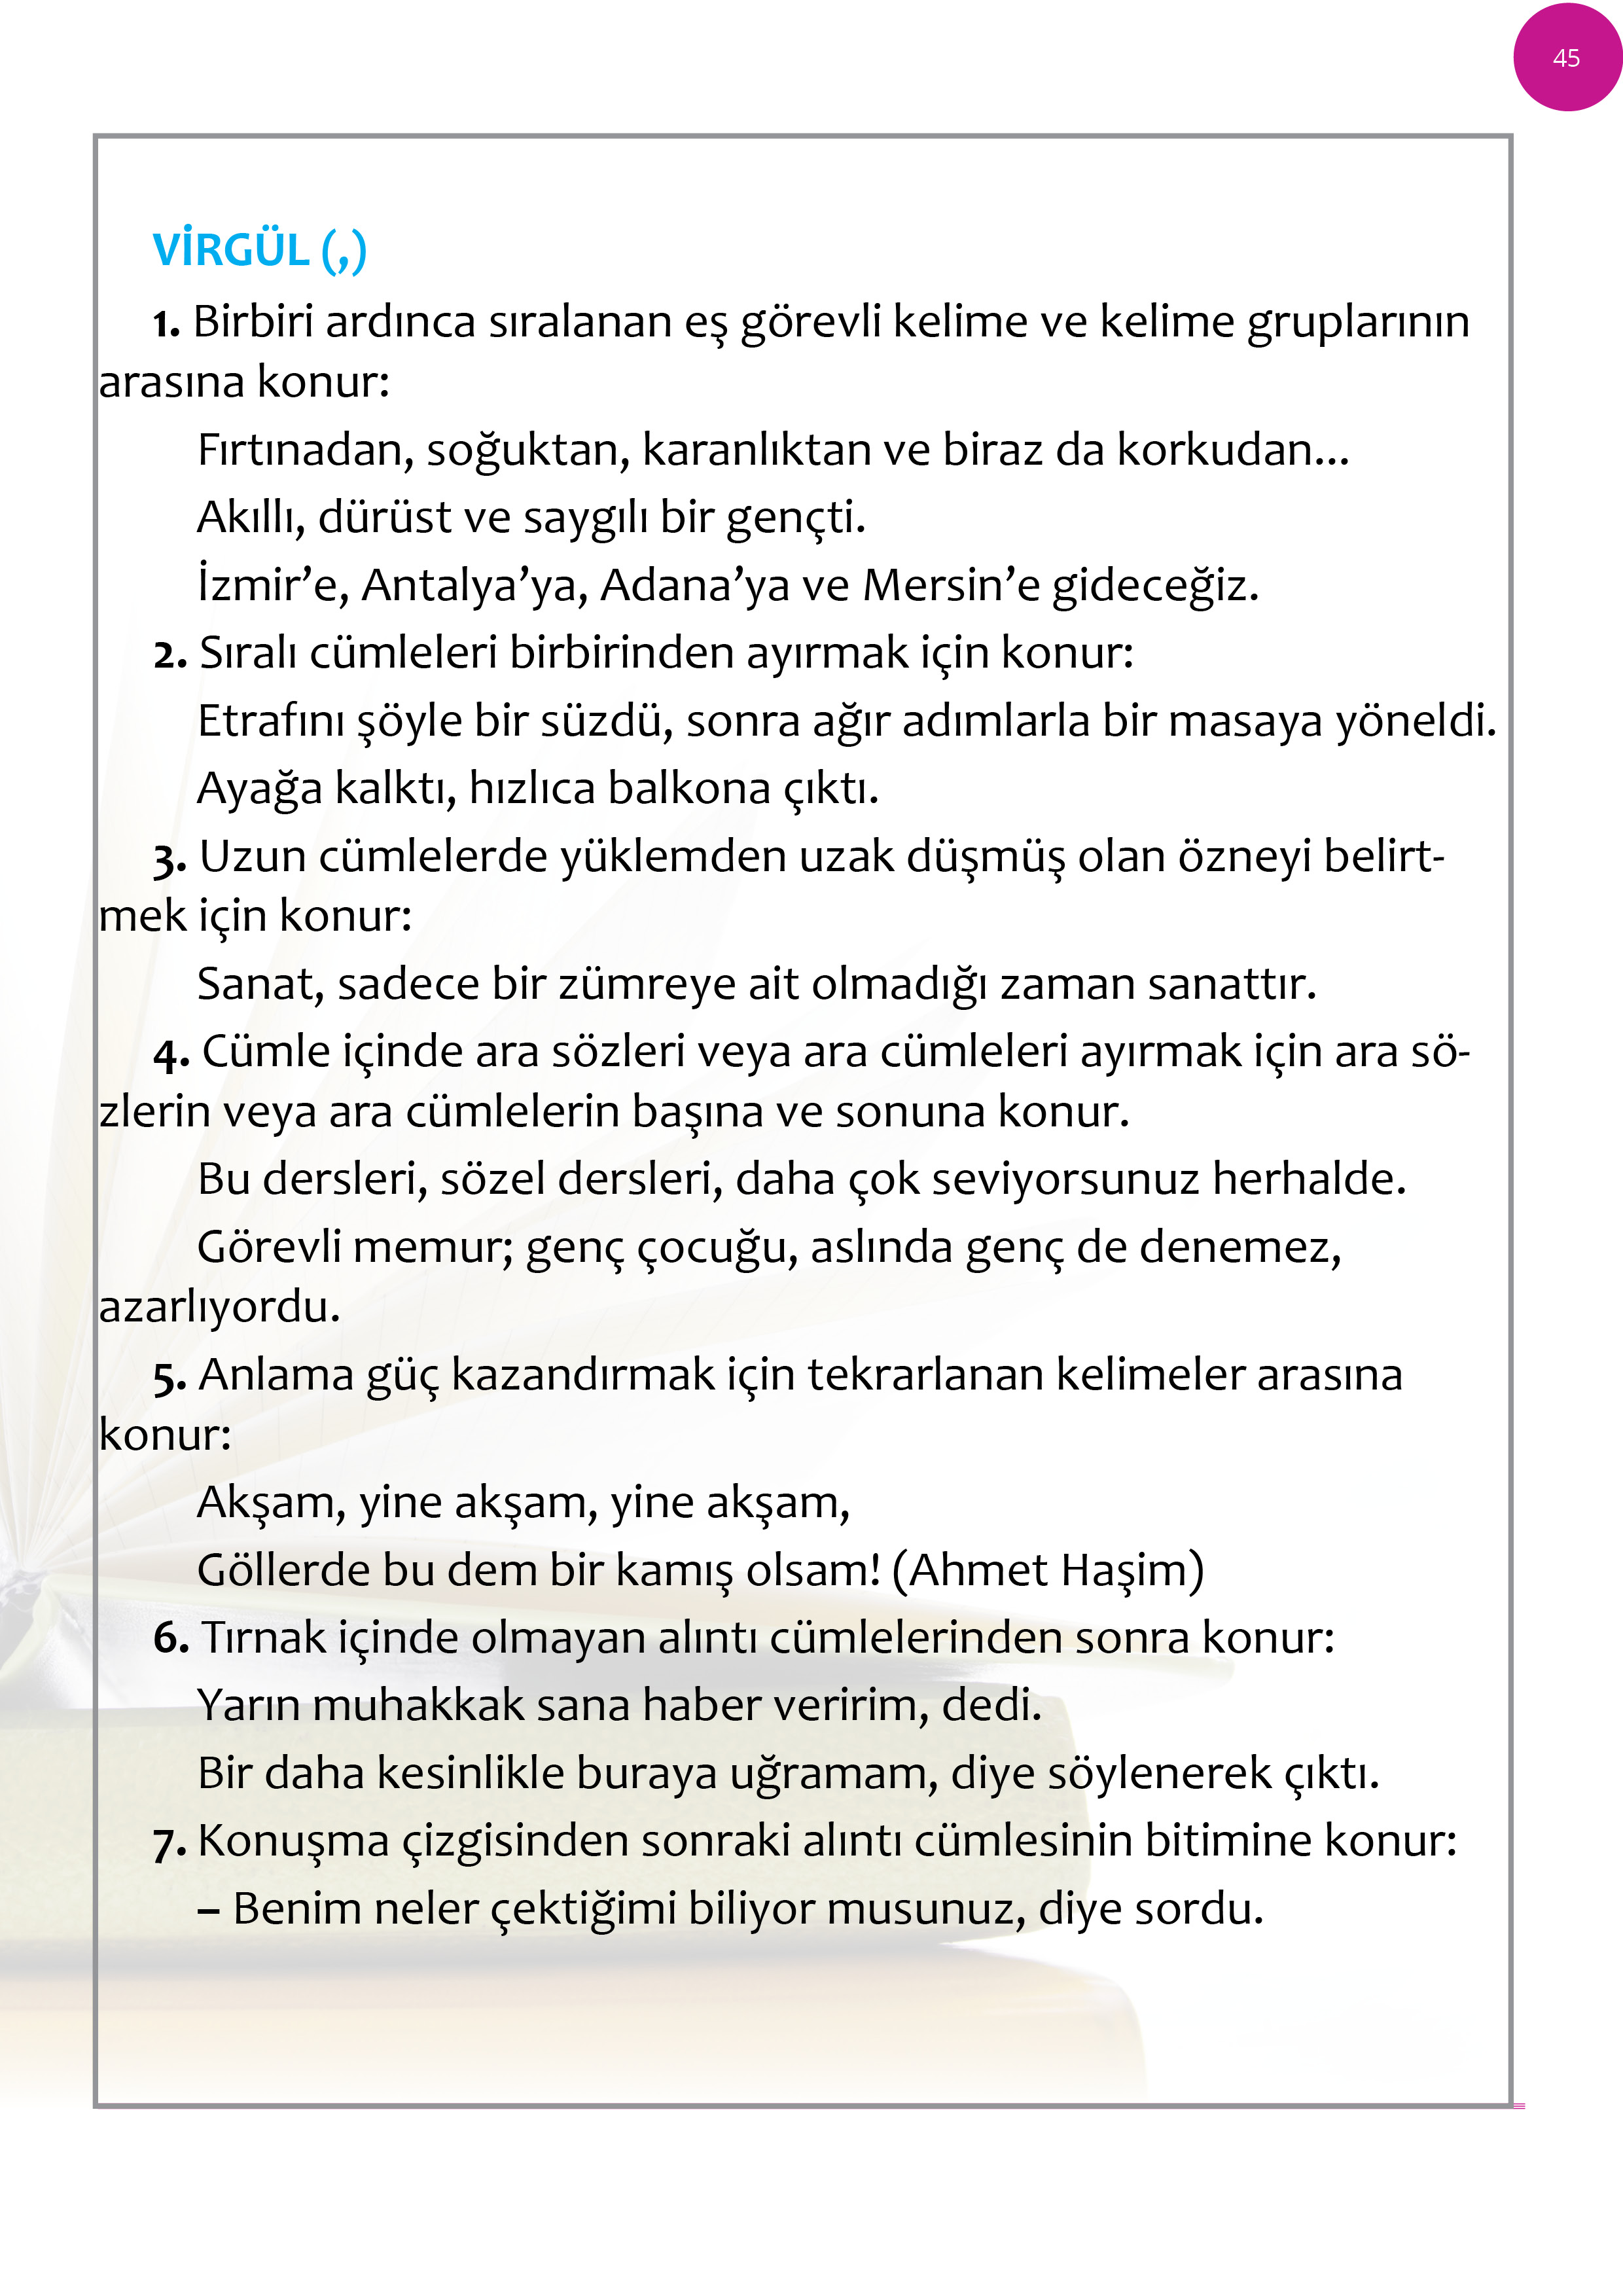 45
VİRGÜL (,)
1. Birbiri ardınca sıralanan eş görevli kelime ve kelime gruplarının
arasına konur:
Fırtınadan, soğuktan, karanlıktan ve biraz da korkudan...
Akıllı, dürüst ve saygılı bir gençti.
İzmir’e, Antalya’ya, Adana’ya ve Mersin’e gideceğiz.
2. Sıralı cümleleri birbirinden ayırmak için konur:
Etrafını şöyle bir süzdü, sonra ağır adımlarla bir masaya yöneldi.
Ayağa kalktı, hızlıca balkona çıktı.
3. Uzun cümlelerde yüklemden uzak düşmüş olan özneyi belirt-
mek için konur:
Sanat, sadece bir zümreye ait olmadığı zaman sanattır.
4. Cümle içinde ara sözleri veya ara cümleleri ayırmak için ara sö-
zlerin veya ara cümlelerin başına ve sonuna konur.
Bu dersleri, sözel dersleri, daha çok seviyorsunuz herhalde.
Görevli memur; genç çocuğu, aslında genç de denemez,
azarlıyordu.
5. Anlama güç kazandırmak için tekrarlanan kelimeler arasına
konur:
Akşam, yine akşam, yine akşam,
Göllerde bu dem bir kamış olsam! (Ahmet Haşim)
6. Tırnak içinde olmayan alıntı cümlelerinden sonra konur:
Yarın muhakkak sana haber veririm, dedi.
Bir daha kesinlikle buraya uğramam, diye söylenerek çıktı.
7. Konuşma çizgisinden sonraki alıntı cümlesinin bitimine konur:
– Benim neler çektiğimi biliyor musunuz, diye sordu.